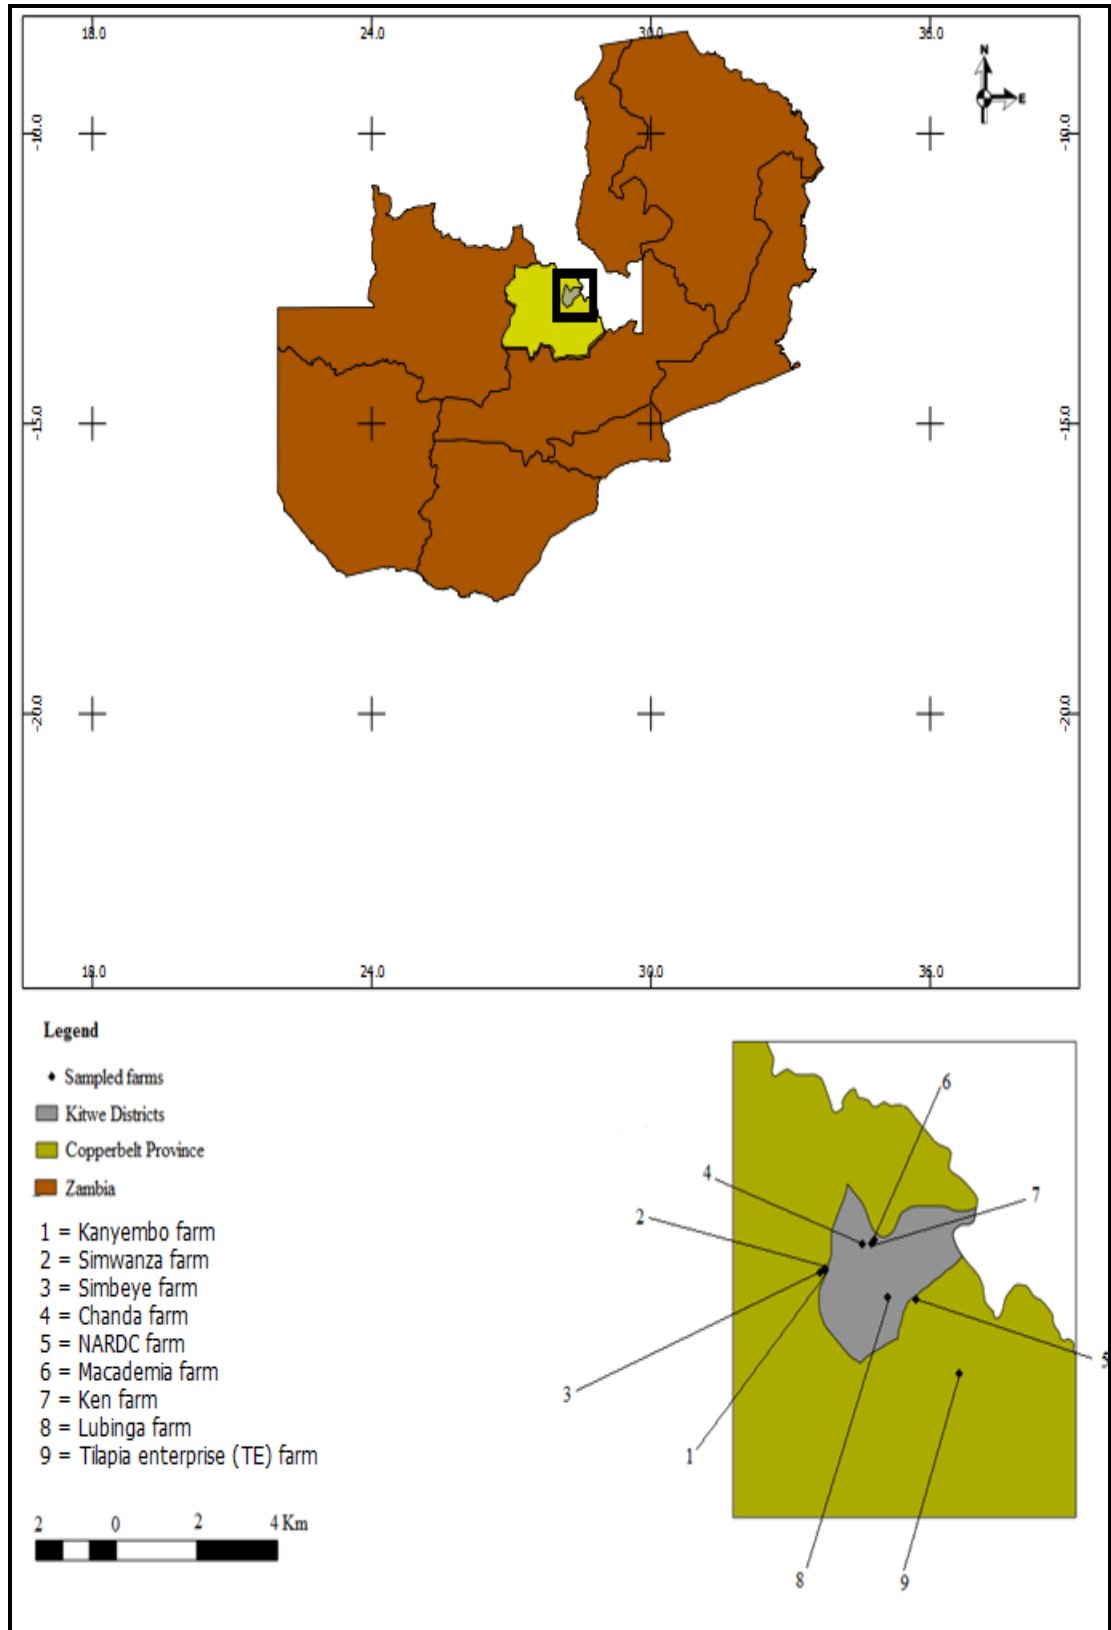 18.0 24.0 30.0 36.0
N
E
-10.0 -10.0
-15.0 -15.0
-20.0 -20.0
18.0 24.0 30.0 36.0
Legend
Sampled farms
Kitwe Districts
Copperbelt Province
Zambia
1 = Kanyembo farm
2 = Simwanza farm
3 = Simbeye farm
4 = Chanda farm
5 = NARDC farm
6 = Macademia farm
7 = Ken farm
8 = Lubinga farm
9 = Tilapia enterprise (TE) farm
2 0 2 4 Km
6
4
7
2
5
3
1
8
9